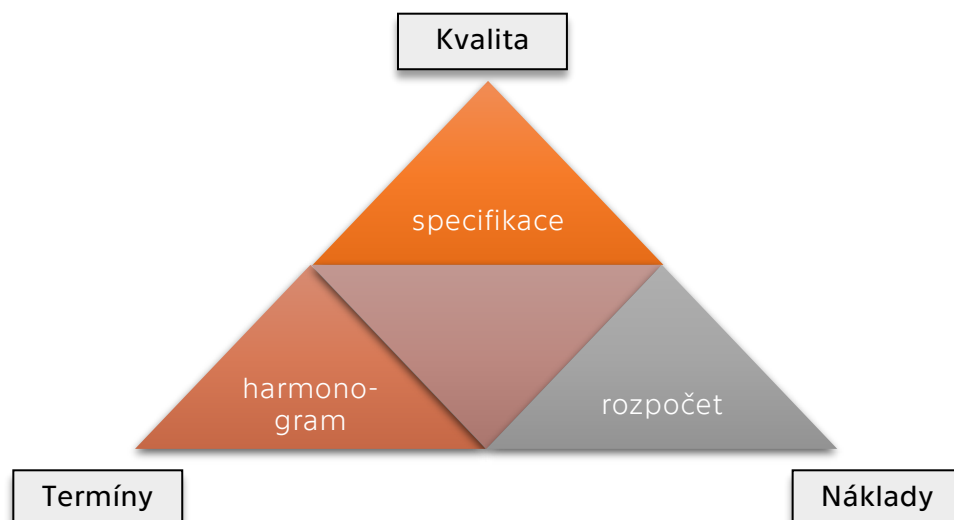 Kvalita
specifikace
harmono-
gram
rozpočet
Termíny
Náklady